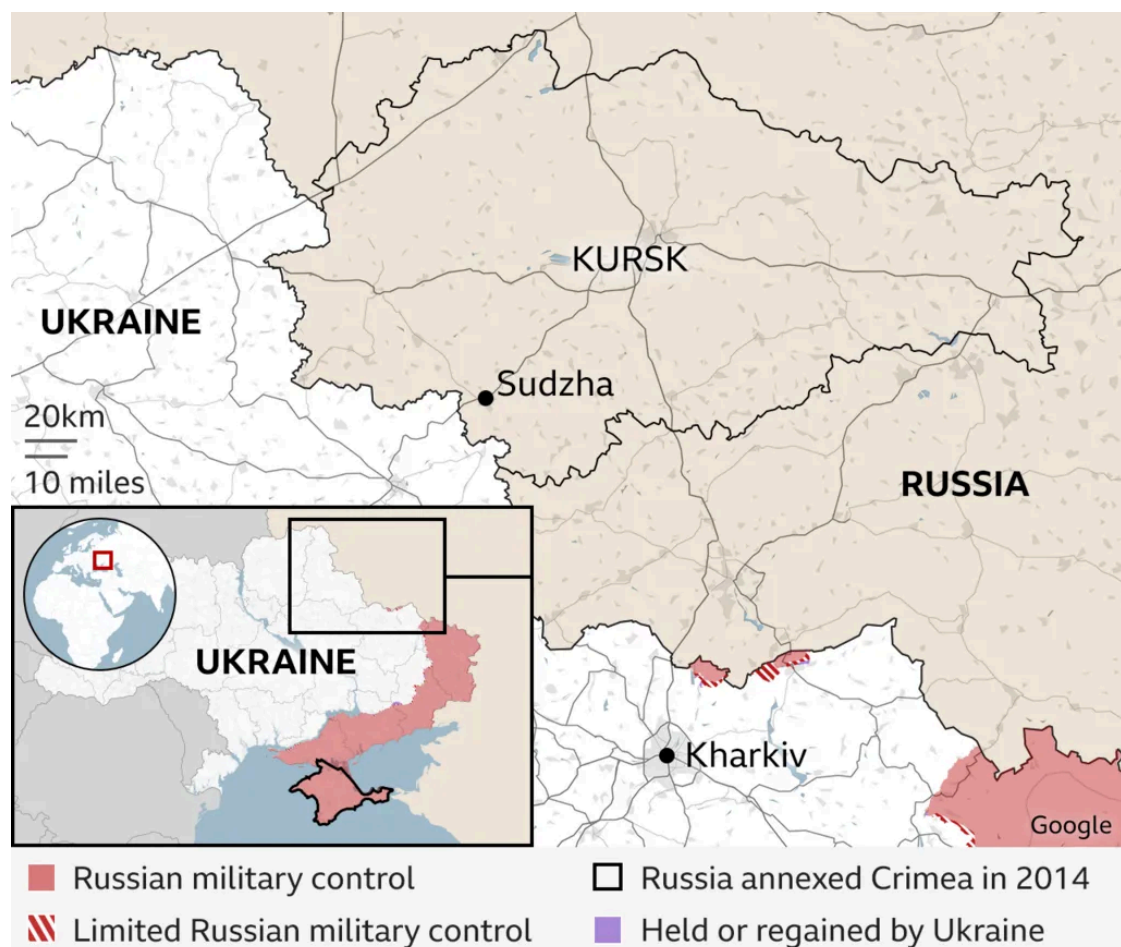 KURSK
UKRAINE
Sudzha
20km
10 miles
RUSSIA
UKRAINE
Kharkiv
Google
Russian military control
Russia annexed Crimea in 2014
Limited Russian military control
Held or regained by Ukraine